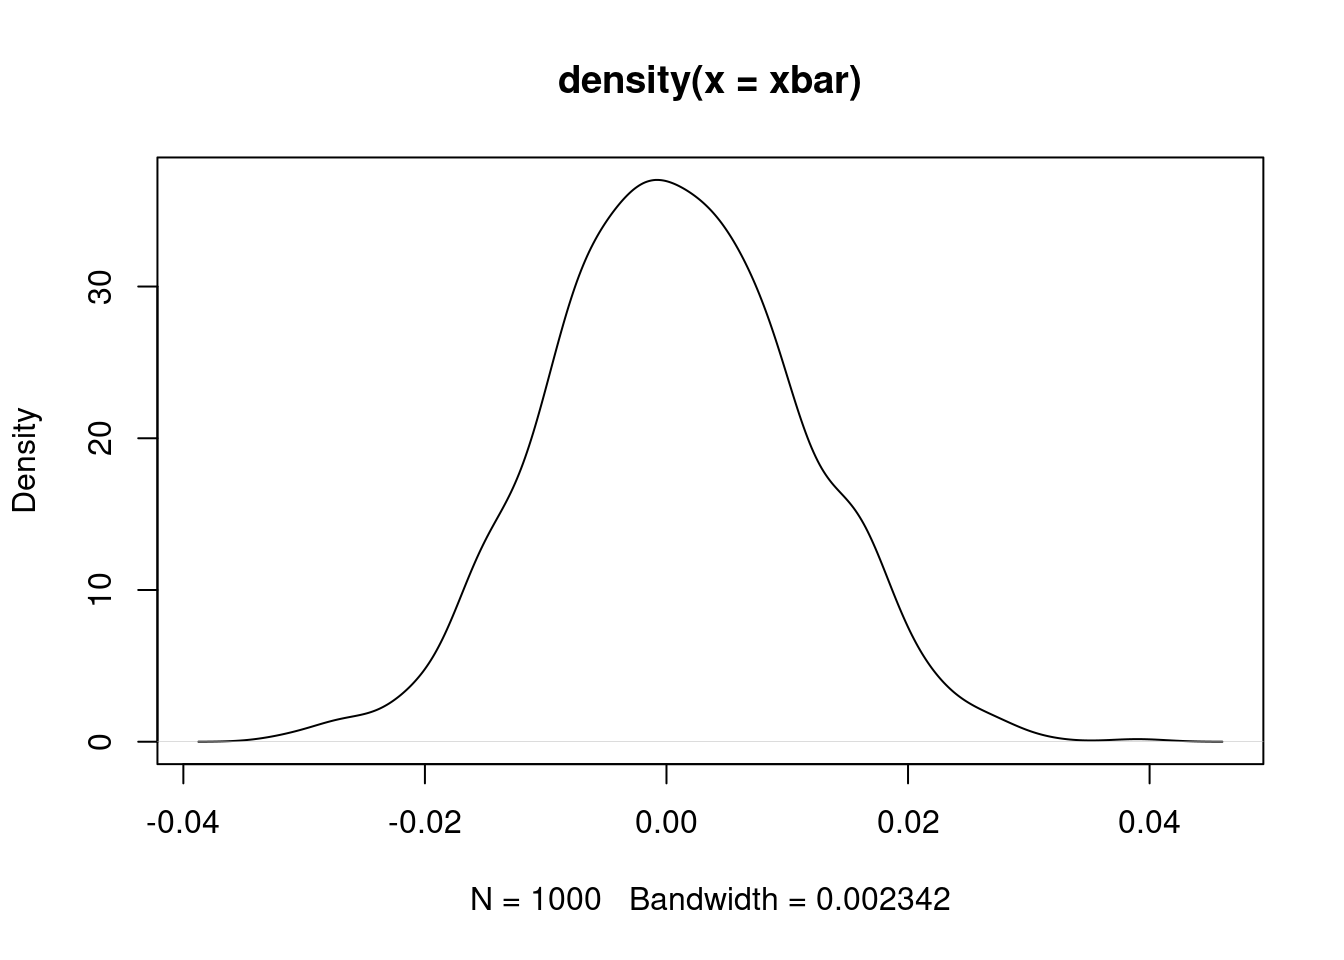 density(x = xbar)
Density
30
20
10
0
-0.04 -0.02 0.00 0.02 0.04
N = 1000 Bandwidth = 0.002342